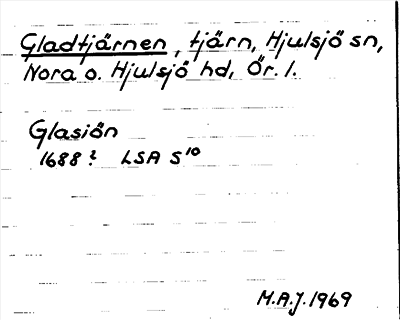 Gladtjärnen, tjärn, Hjulsjö sn,
Nora o. Hjulsjö hd, Ör. l.
Glasiön
1688? LSA S¹⁰
M.A.J. 1969